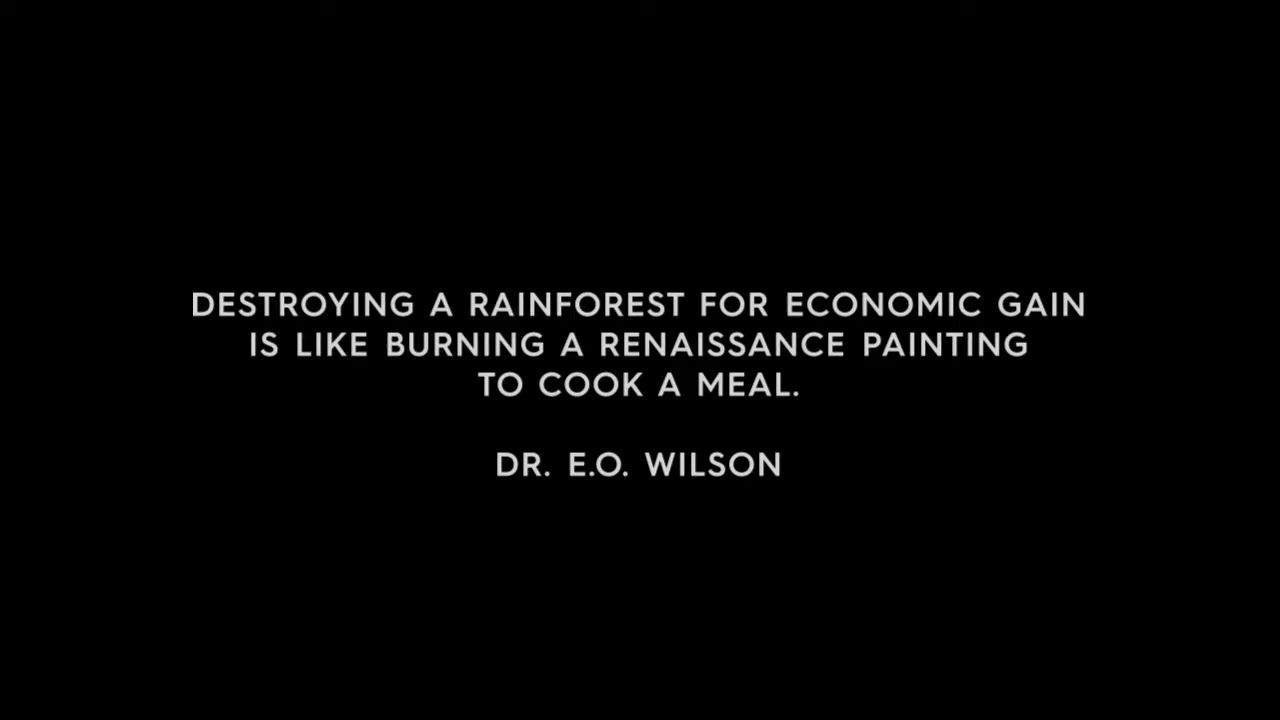 DESTROYING A RAINFOREST FOR ECONOMIC GAIN
IS LIKE BURNING A RENAISSANCE PAINTING
TO COOK A MEAL.
DR. E.O. WILSON